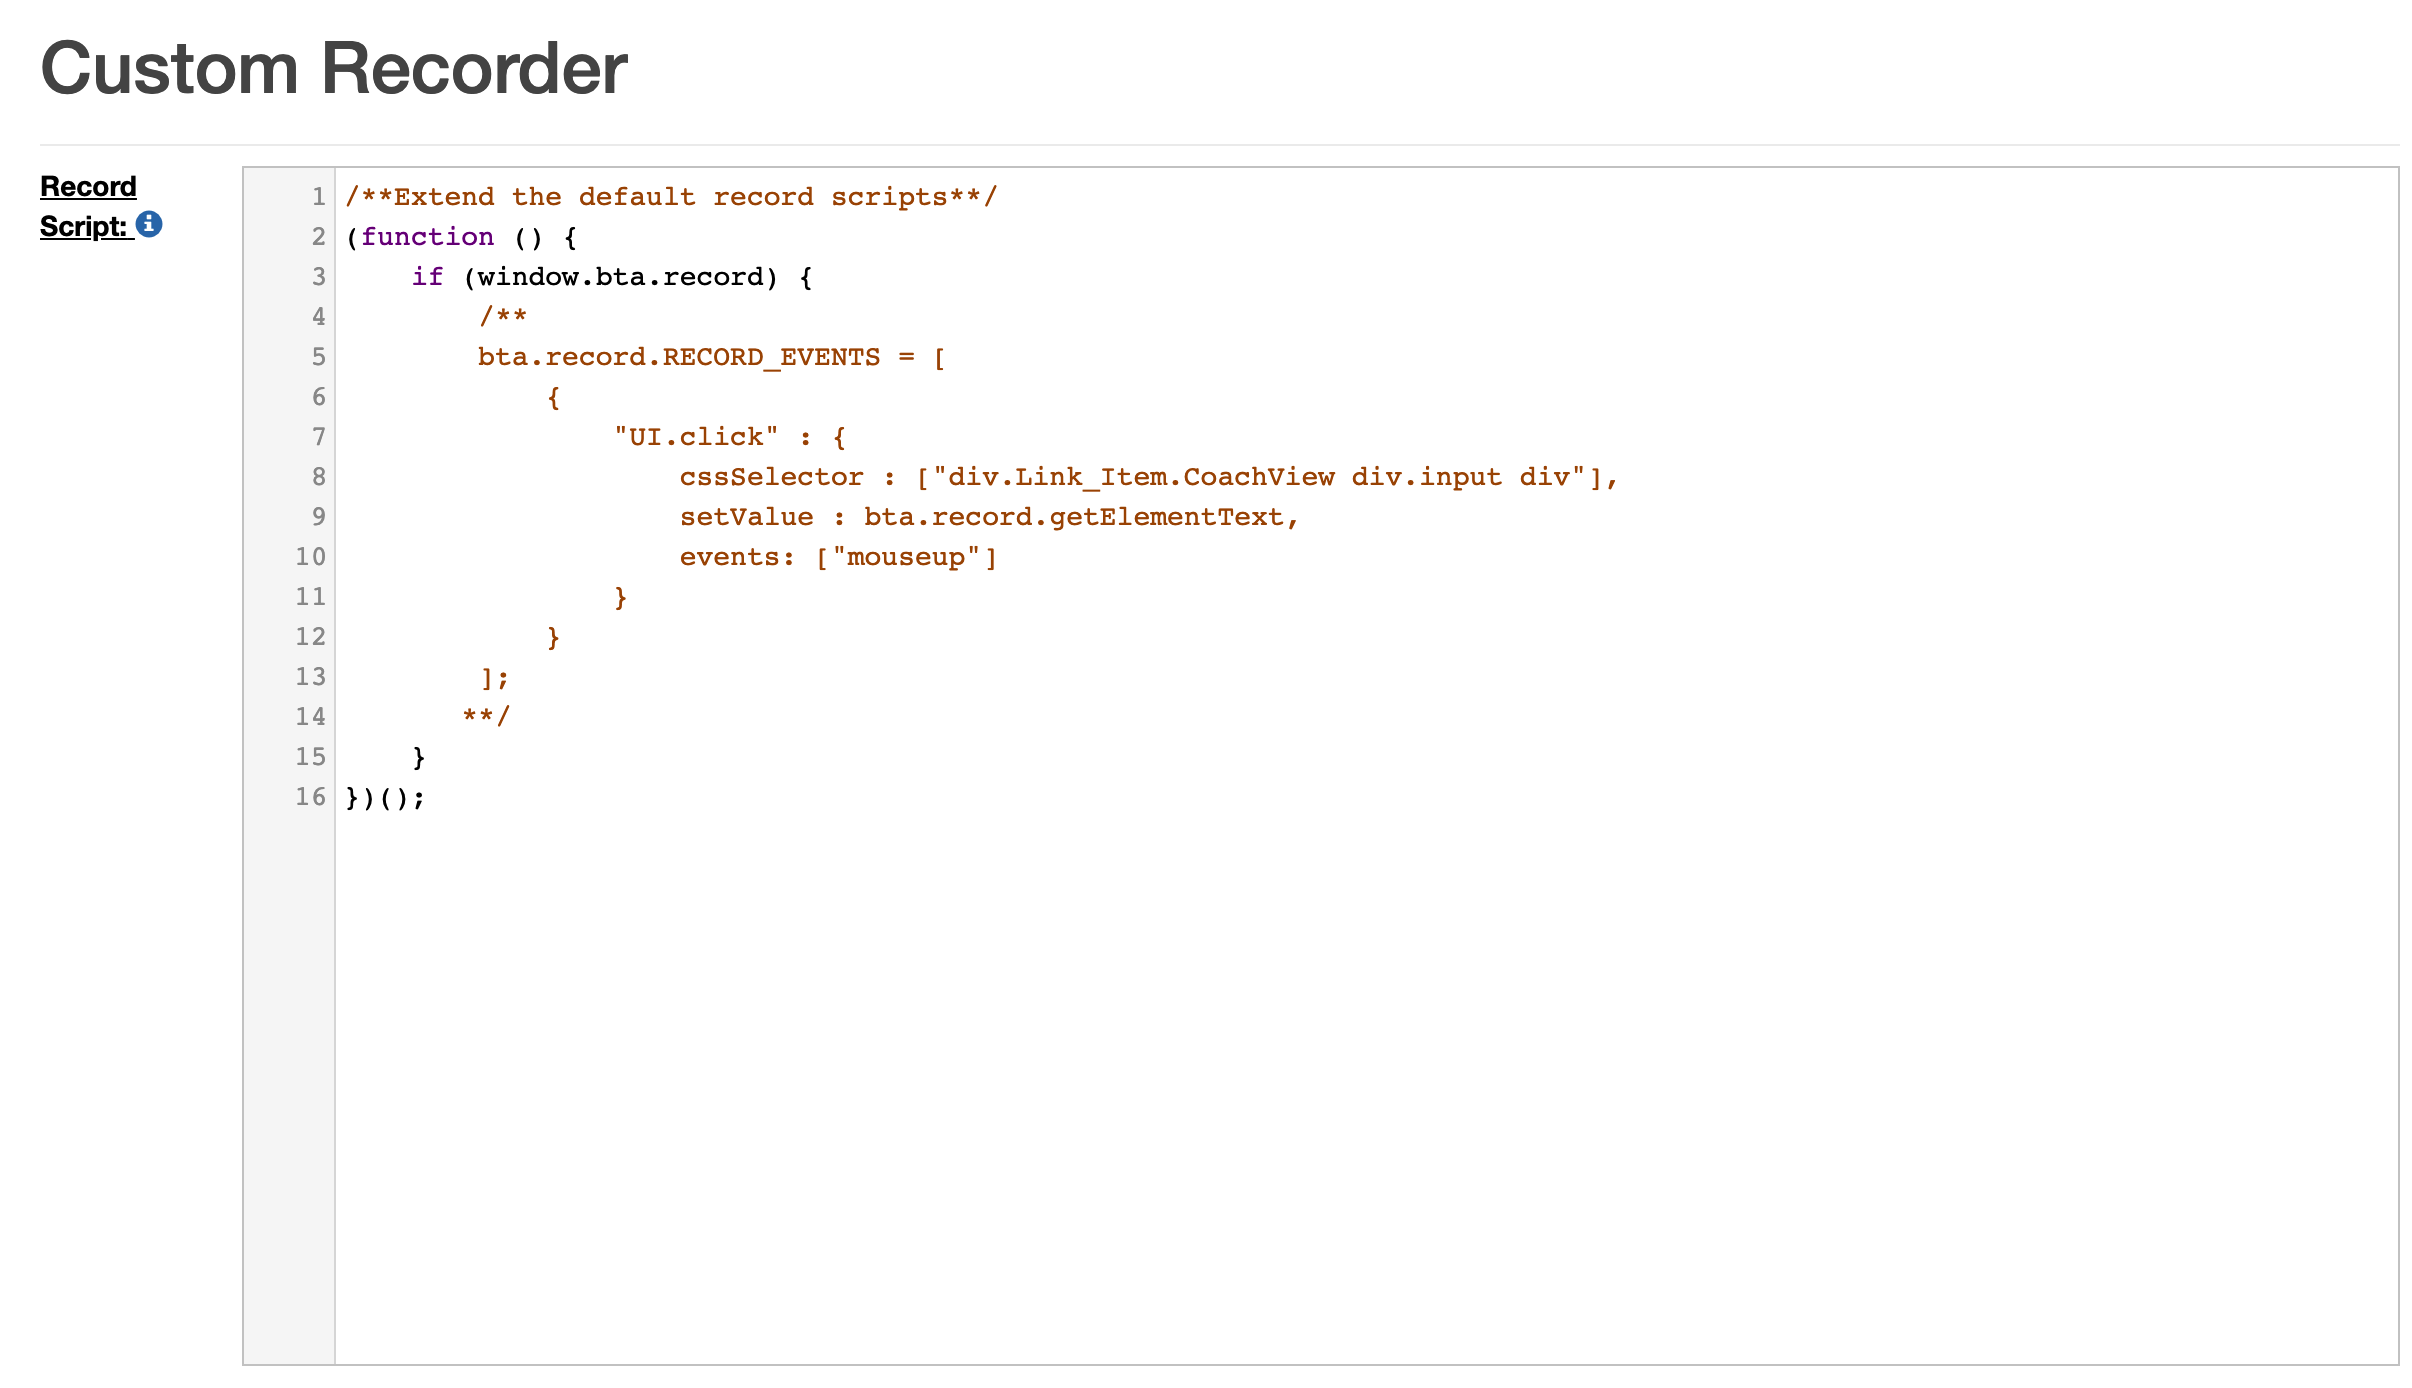 Custom Recorder
Record
Script:
1 /**Extend the default record scripts**/
2 (function () {
3     if (window.bta.record) {
4         /**
5         bta.record.RECORD_EVENTS = [
6             {
7                 "UI.click" : {
8                     cssSelector : ["div.Link_Item.CoachView div.input div"],
9                     setValue : bta.record.getElementText,
10                     events: ["mouseup"]
11                 }
12             }
13         ];
14        **/
15     }
16 })();